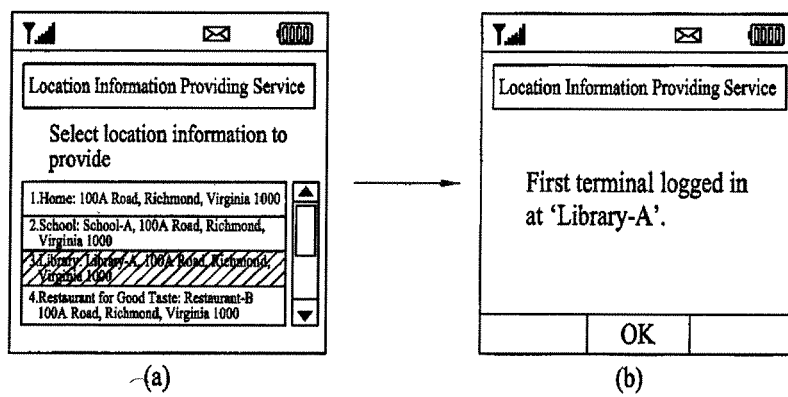 Location Information Providing Service
Select location information to
provide
1.Home: 100A Road, Richmond, Virginia 1000
2.School: School-A, 100A Road, Richmond,
Virginia 1000
3.Library: Library-A, 100A Road, Richmond,
Virginia 1000
4.Restaurant for Good Taste: Restaurant-B
100A Road, Richmond, Virginia 1000
(a)
Location Information Providing Service
First terminal logged in
at ‘Library-A’.
OK
(b)